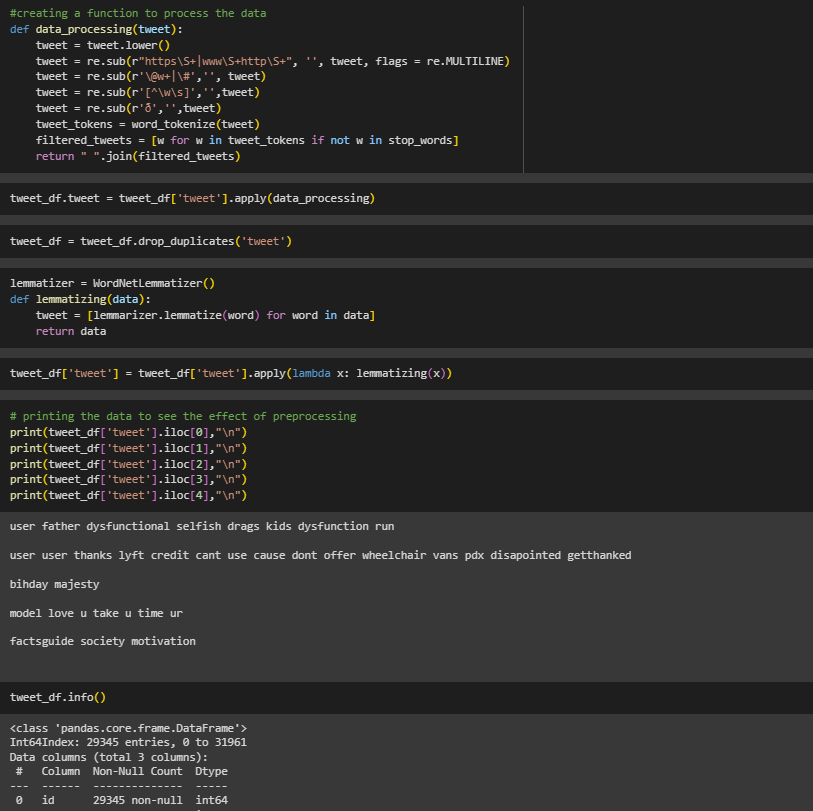 #creating a function to process the data
def data_processing(tweet):
    tweet = tweet.lower()
    tweet = re.sub(r"https\S+|www\S+http\S+", '', tweet, flags = re.MULTILINE)
    tweet = re.sub(r'\@w+|\#','', tweet)
    tweet = re.sub(r'[^\w\s]','',tweet)
    tweet = re.sub(r'ð','',tweet)
    tweet_tokens = word_tokenize(tweet)
    filtered_tweets = [w for w in tweet_tokens if not w in stop_words]
    return " ".join(filtered_tweets)
tweet_df.tweet = tweet_df['tweet'].apply(data_processing)
tweet_df = tweet_df.drop_duplicates('tweet')
lemmatizer = WordNetLemmatizer()
def lemmatizing(data):
    tweet = [lemmarizer.lemmatize(word) for word in data]
    return data
tweet_df['tweet'] = tweet_df['tweet'].apply(lambda x: lemmatizing(x))
# printing the data to see the effect of preprocessing
print(tweet_df['tweet'].iloc[0],"\n")
print(tweet_df['tweet'].iloc[1],"\n")
print(tweet_df['tweet'].iloc[2],"\n")
print(tweet_df['tweet'].iloc[3],"\n")
print(tweet_df['tweet'].iloc[4],"\n")
user father dysfunctional selfish drags kids dysfunction run
user user thanks lyft credit cant use cause dont offer wheelchair vans pdx disapointed getthanked
bihday majesty
model love u take u time ur
factsguide society motivation
tweet_df.info()
<class 'pandas.core.frame.DataFrame'>
Int64Index: 29345 entries, 0 to 31961
Data columns (total 3 columns):
 #   Column  Non-Null Count  Dtype
---  ------  --------------  -----
 0   id      29345 non-null  int64